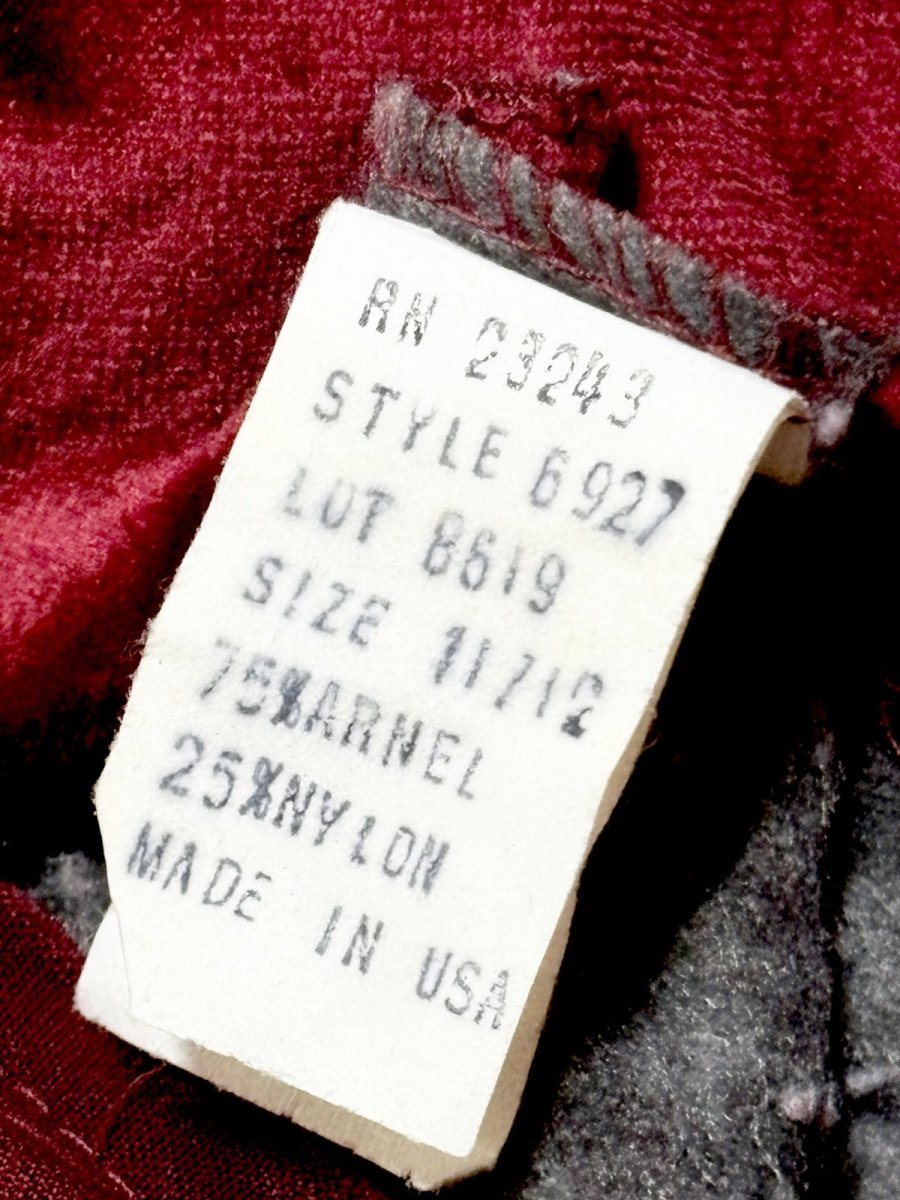 RN 23243
STYLE 6927
LOT 8619
SIZE 11/12
75%ARNEL
25%NYLON
MADE IN USA